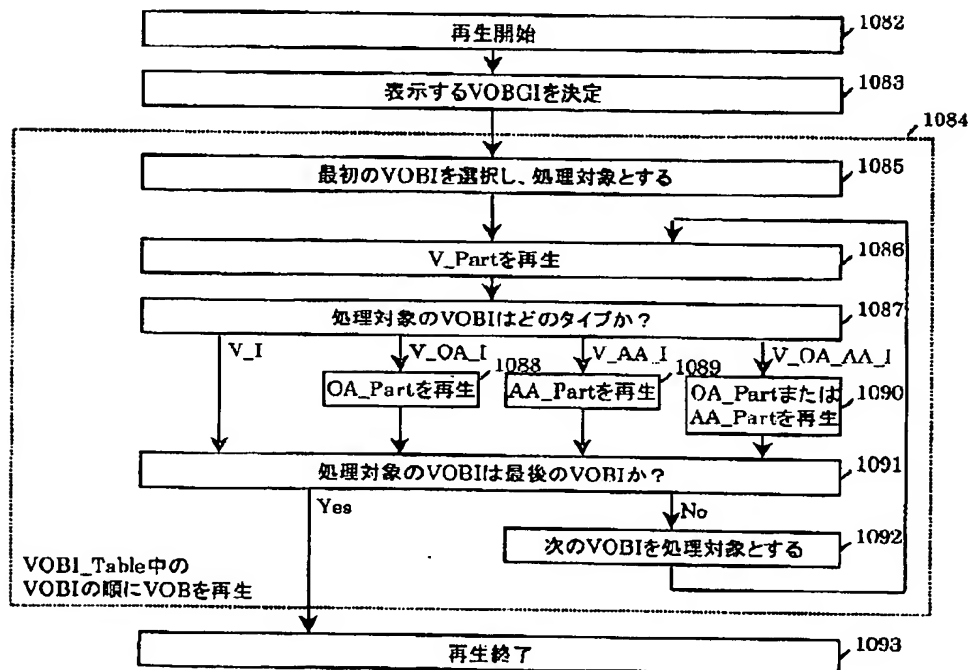 再生開始
1082
表示するVOBGIを決定
1083
1084
最初のVOBIを選択し、処理対象とする
1085
V_Partを再生
1086
処理対象のVOBIはどのタイプか?
1087
V_I
V_OA_I
V_AA_I
V_OA_AA_I
OA_Partを再生
1088
AA_Partを再生
1089
OA_Partまたは
AA_Partを再生
1090
処理対象のVOBIは最後のVOBIか?
1091
Yes
No
次のVOBIを処理対象とする
1092
VOBI_Table中の
VOBIの順にVOBを再生
再生終了
1093